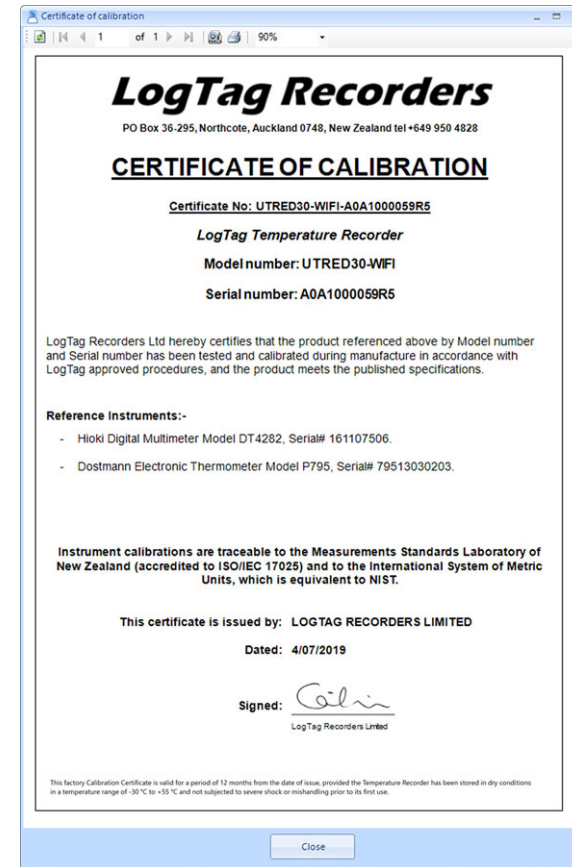 Certificate of calibration
1 of 1 90%
LogTag Recorders
PO Box 36-295, Northcote, Auckland 0748, New Zealand tel +649 950 4828
CERTIFICATE OF CALIBRATION
Certificate No: UTRED30-WIFI-A0A1000059R5
LogTag Temperature Recorder
Model number: UTRED30-WIFI
Serial number: A0A1000059R5
LogTag Recorders Ltd hereby certifies that the product referenced above by Model number
and Serial number has been tested and calibrated during manufacture in accordance with
LogTag approved procedures, and the product meets the published specifications.
Reference Instruments:-
- Hioki Digital Multimeter Model DT4282, Serial# 161107506.
- Dostmann Electronic Thermometer Model P795, Serial# 79513030203.
Instrument calibrations are traceable to the Measurements Standards Laboratory of
New Zealand (accredited to ISO/IEC 17025) and to the International System of Metric
Units, which is equivalent to NIST.
This certificate is issued by: LOGTAG RECORDERS LIMITED
Dated: 4/07/2019
Signed:
LogTag Recorders Limited
This factory Calibration Certificate is valid for a period of 12 months from the date of issue, provided the Temperature Recorder has been stored in dry conditions
in a temperature range of -30 °C to +55 °C and not subjected to severe shock or mishandling prior to its first use.
Close